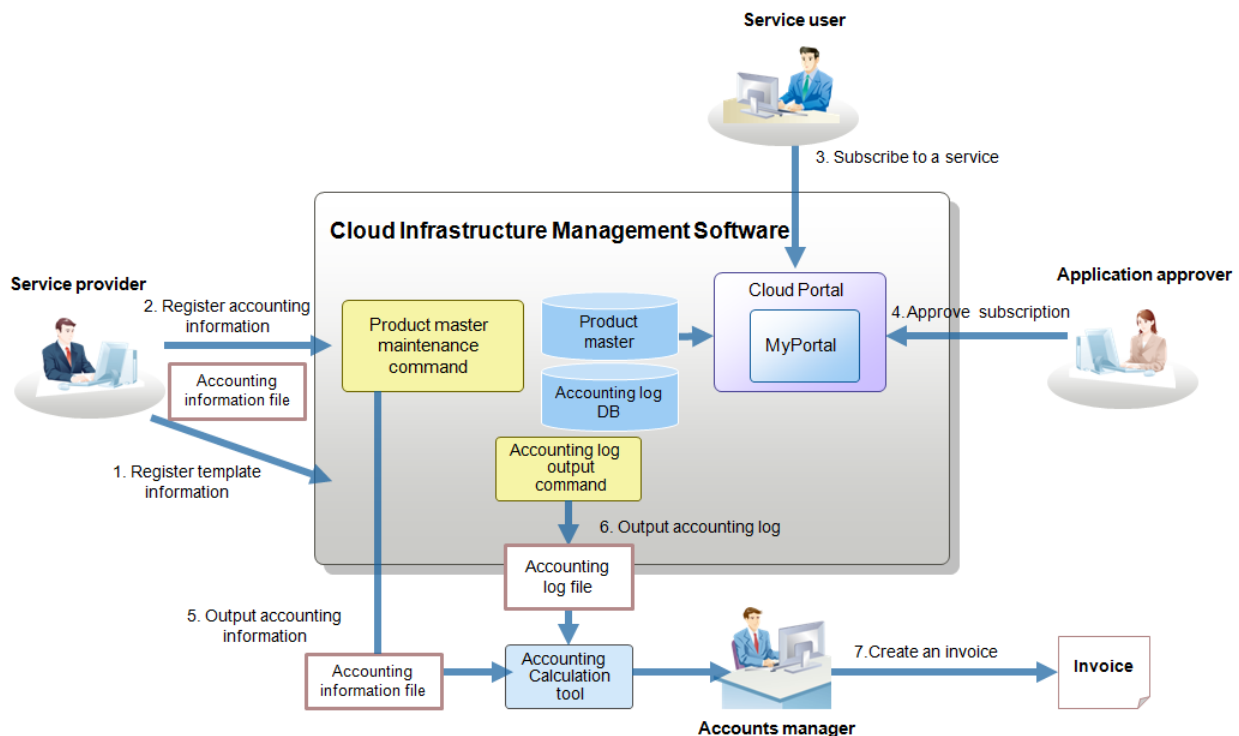 Service user
3. Subscribe to a service
Cloud Infrastructure Management Software
Service provider
2. Register accounting
information
Accounting
information file
1. Register template
information
Product master
maintenance
command
Product
master
Accounting log
DB
Cloud Portal
MyPortal
Application approver
4. Approve subscription
Accounting log
output
command
6. Output accounting log
Accounting
log file
5. Output accounting
information
Accounting
information file
Accounting
Calculation
tool
Accounts manager
7.Create an invoice
Invoice